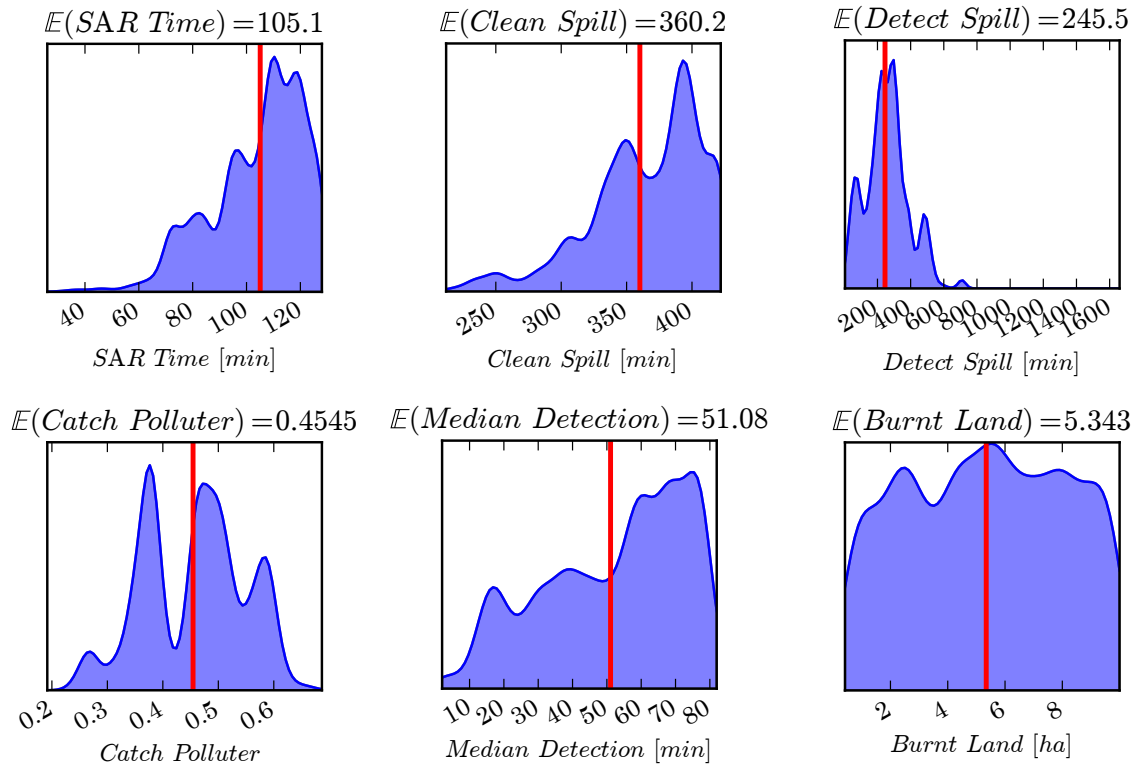 𝔼(SAR Time) =105.1
40 60 80 100 120
SAR Time [min]
𝔼(Clean Spill) =360.2
250 300 350 400
Clean Spill [min]
𝔼(Detect Spill) =245.5
200 400 600 800 1000 1200 1400 1600
Detect Spill [min]
𝔼(Catch Polluter) =0.4545
0.2 0.3 0.4 0.5 0.6
Catch Polluter
𝔼(Median Detection) =51.08
10 20 30 40 50 60 70 80
Median Detection [min]
𝔼(Burnt Land) =5.343
2 4 6 8
Burnt Land [ha]